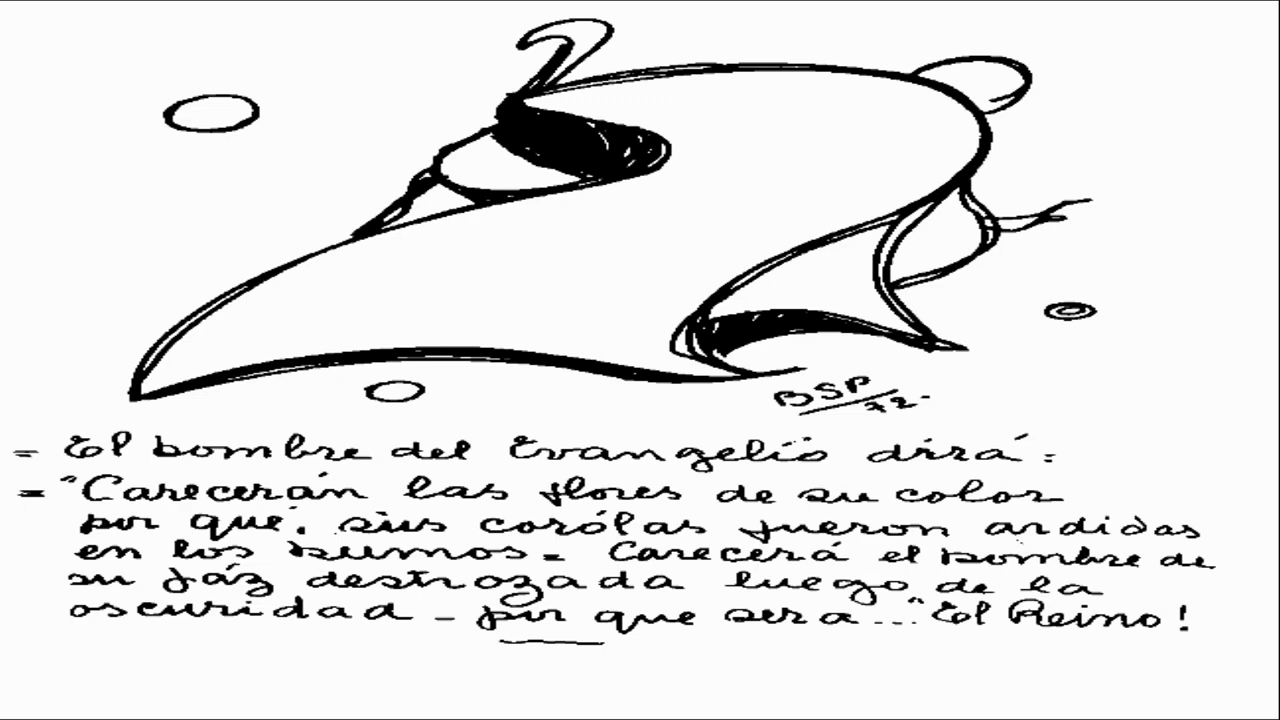 BSP/72.
= El hombre del Evangelio dirá:
= "Carecerán las flores de su color
por que, sus corólas fueron ardidas
en los humos = Carecerá el hombre de
su fáz destrozada luego de la
oscuridad - por que sera... "El Reino!